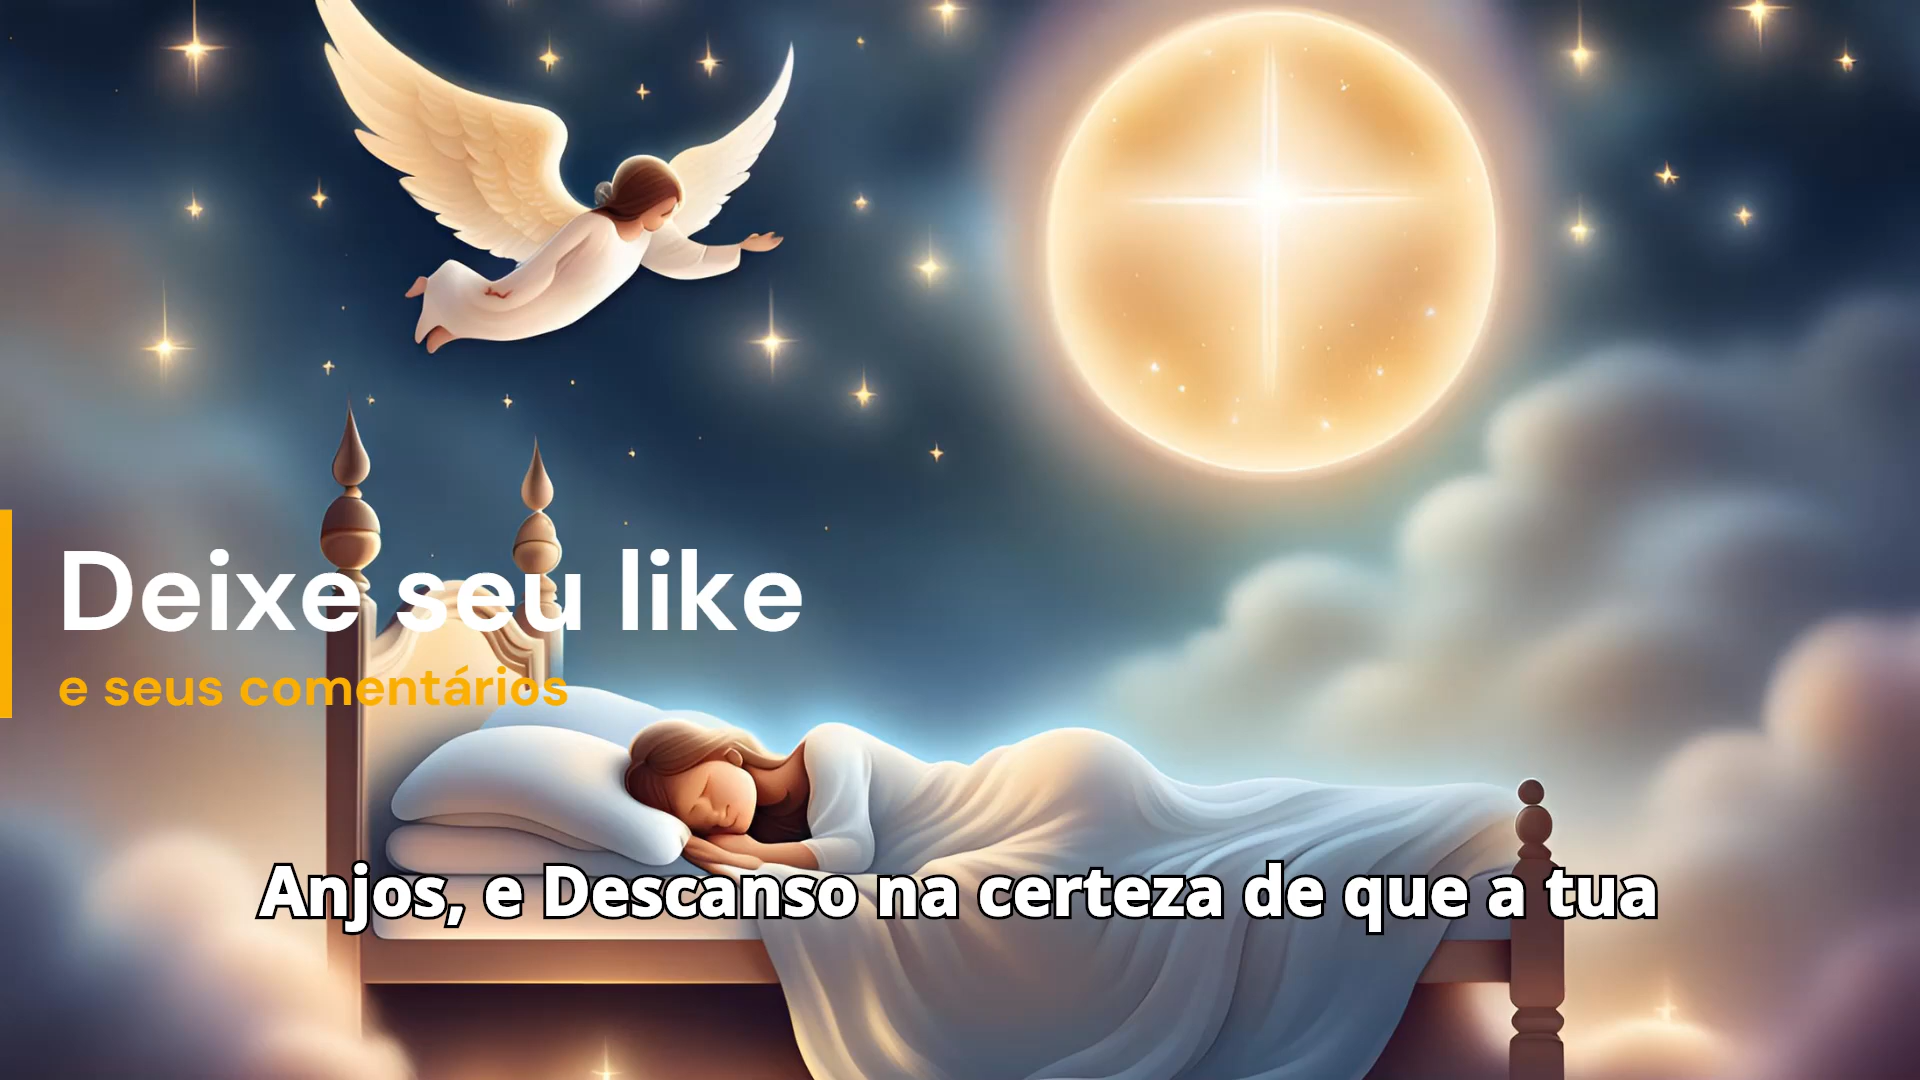 Deixe seu like
e seus comentários
Anjos, e Descanso na certeza de que a tua